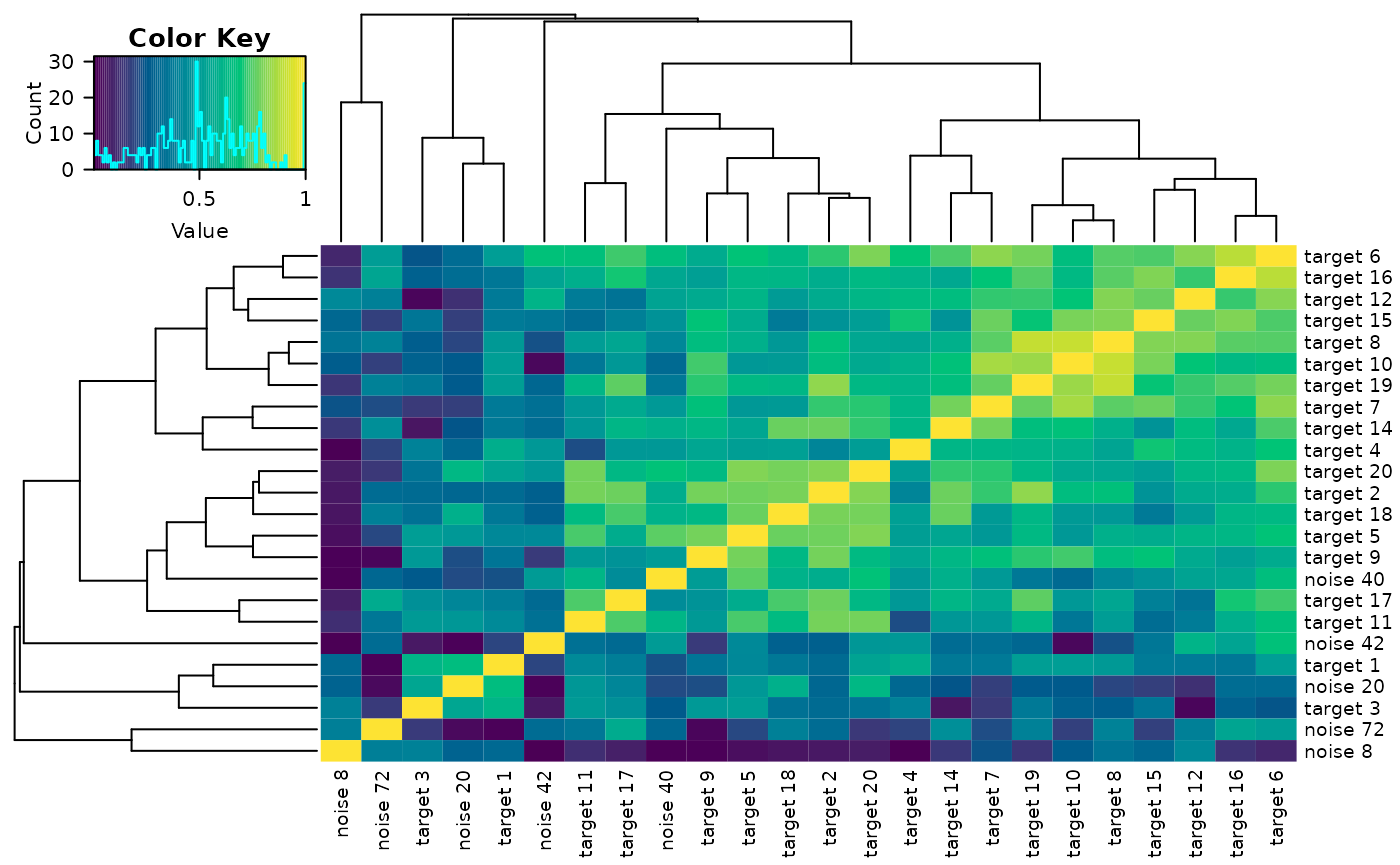 Color Key
Count
0
10
20
30
0.5
1
Value
target 6
target 16
target 12
target 15
target 8
target 10
target 19
target 7
target 14
target 4
target 20
target 2
target 18
target 5
target 9
noise 40
target 17
target 11
noise 42
target 1
noise 20
target 3
noise 72
noise 8
noise 8
noise 72
target 3
noise 20
target 1
noise 42
target 11
target 17
noise 40
target 9
target 5
target 18
target 2
target 20
target 4
target 14
target 7
target 19
target 10
target 8
target 15
target 12
target 16
target 6